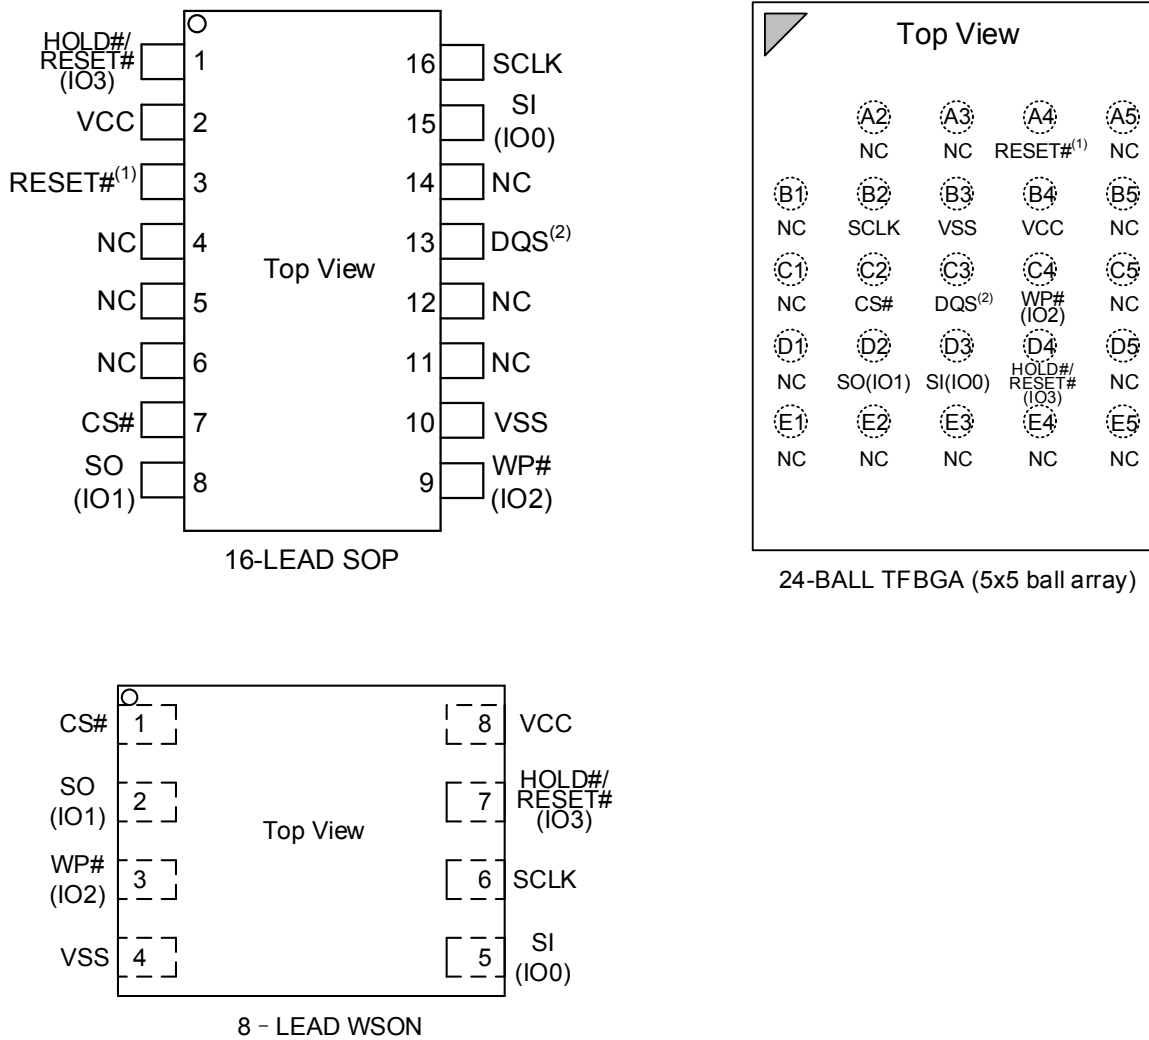 HOLD#/
RESET#
(IO3)
1
16
SCLK
VCC
2
15
SI
(IO0)
RESET#(1)
3
14
NC
NC
4
13
DQS(2)
Top View
NC
5
12
NC
NC
6
11
NC
CS#
7
10
VSS
SO
(IO1)
8
9
WP#
(IO2)
16-LEAD SOP
Top View
A2 A3 A4 A5
NC NC RESET#(1) NC
B1 B2 B3 B4 B5
NC SCLK VSS VCC NC
C1 C2 C3 C4 C5
NC CS# DQS(2) WP#
(IO2) NC
D1 D2 D3 D4 D5
NC SO(IO1) SI(IO0) HOLD#/
RESET#
(IO3) NC
E1 E2 E3 E4 E5
NC NC NC NC NC
24-BALL TFBGA (5x5 ball array)
CS#
1
8
VCC
SO
(IO1)
2
7
HOLD#/
RESET#
(IO3)
Top View
WP#
(IO2)
3
6
SCLK
VSS
4
5
SI
(IO0)
8 - LEAD WSON